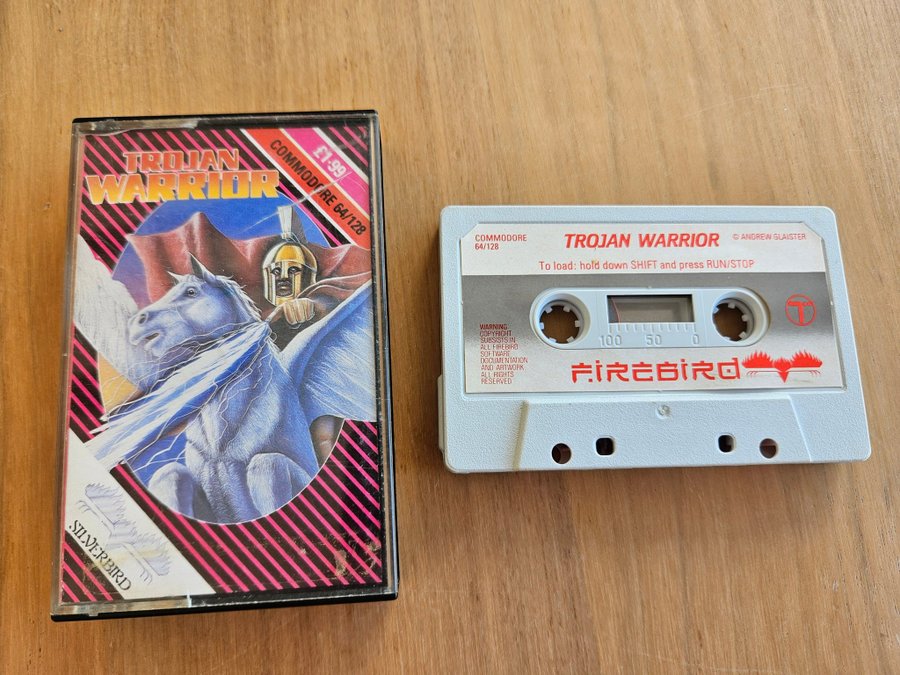 TROJAN
WARRIOR
£1·99
COMMODORE 64/128
SILVERBIRD
COMMODORE
64/128
TROJAN WARRIOR
© ANDREW GLAISTER
To load: hold down SHIFT and press RUN/STOP
WARNING
COPYRIGHT
SUBSISTS IN
ALL FIREBIRD
SOFTWARE
DOCUMENTATION
AND ARTWORK
ALL RIGHTS
RESERVED
100 50 0
FIREBIRD